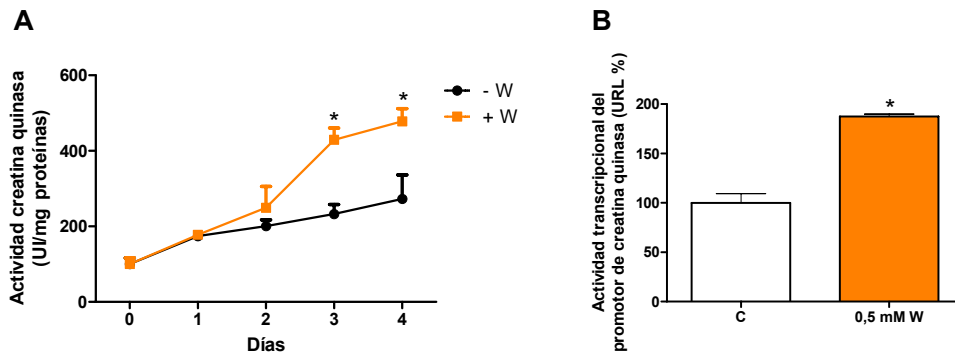 A
Actividad creatina quinasa
(UI/mg proteínas)
600
400
200
0
*
*
0
1
2
3
4
Días
- W
+ W
B
Actividad transcripcional del
promotor de creatina quinasa (URL %)
200
150
100
50
0
*
C
0,5 mM W